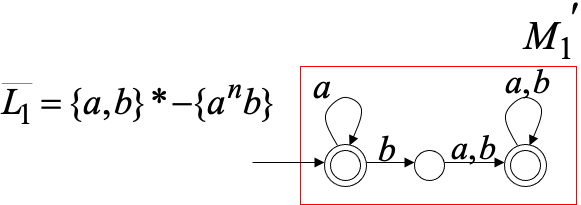 M₁′
L̅₁ = {a,b} * −{aⁿb}
a
a,b
b
a,b